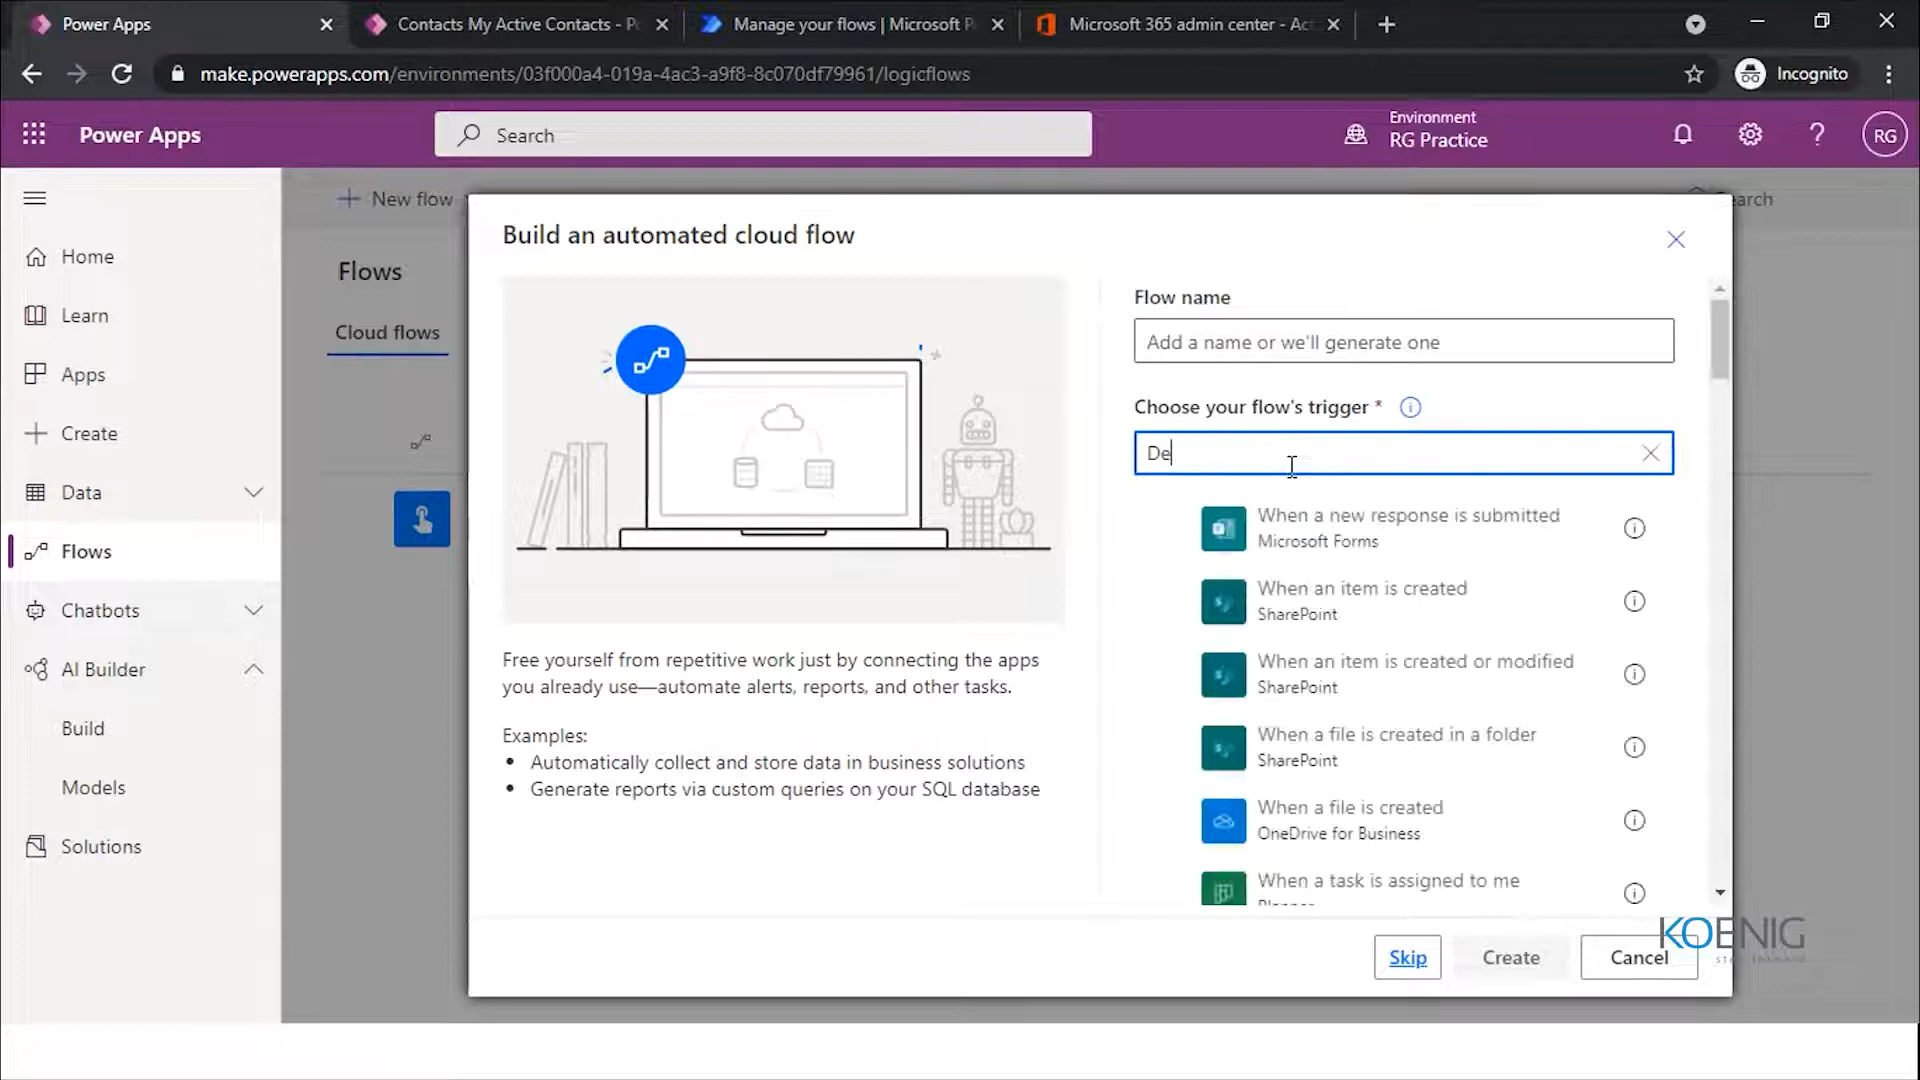 Power Apps
Contacts My Active Contacts - Po
Manage your flows | Microsoft P
Microsoft 365 admin center - Ac
make.powerapps.com/environments/03f000a4-019a-4ac3-a9f8-8c070df79961/logicflows
Incognito
Power Apps
Search
Environment
RG Practice
RG
New flow
earch
Home
Learn
Apps
Create
Data
Flows
Chatbots
AI Builder
Build
Models
Solutions
Flows
Cloud flows
Build an automated cloud flow
Free yourself from repetitive work just by connecting the apps
you already use—automate alerts, reports, and other tasks.
Examples:
• Automatically collect and store data in business solutions
• Generate reports via custom queries on your SQL database
Flow name
Add a name or we'll generate one
Choose your flow's trigger *
De
When a new response is submitted
Microsoft Forms
When an item is created
SharePoint
When an item is created or modified
SharePoint
When a file is created in a folder
SharePoint
When a file is created
OneDrive for Business
When a task is assigned to me
Planner
Skip
Create
Cancel
KOENIG